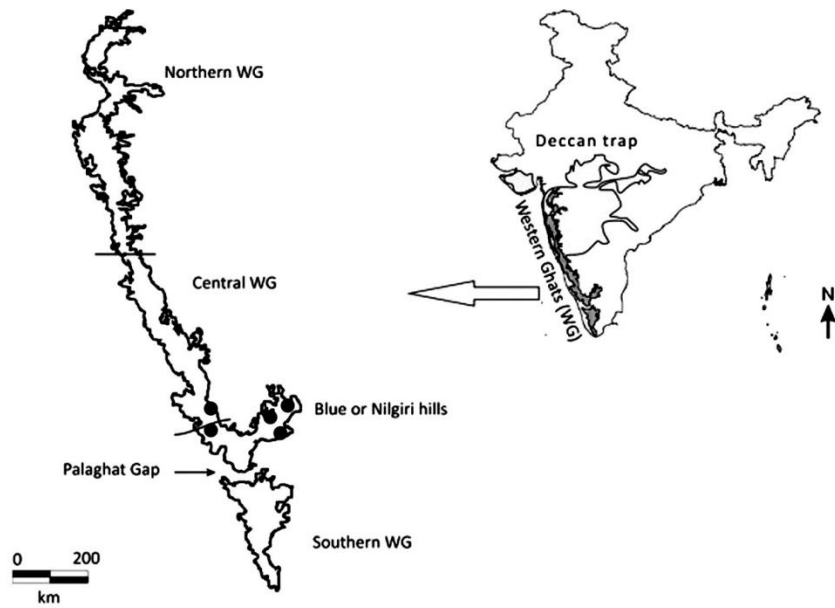 Northern WG
Central WG
Blue or Nilgiri hills
Palaghat Gap
Southern WG
0 200
km
Deccan trap
Western Ghats (WG)
N